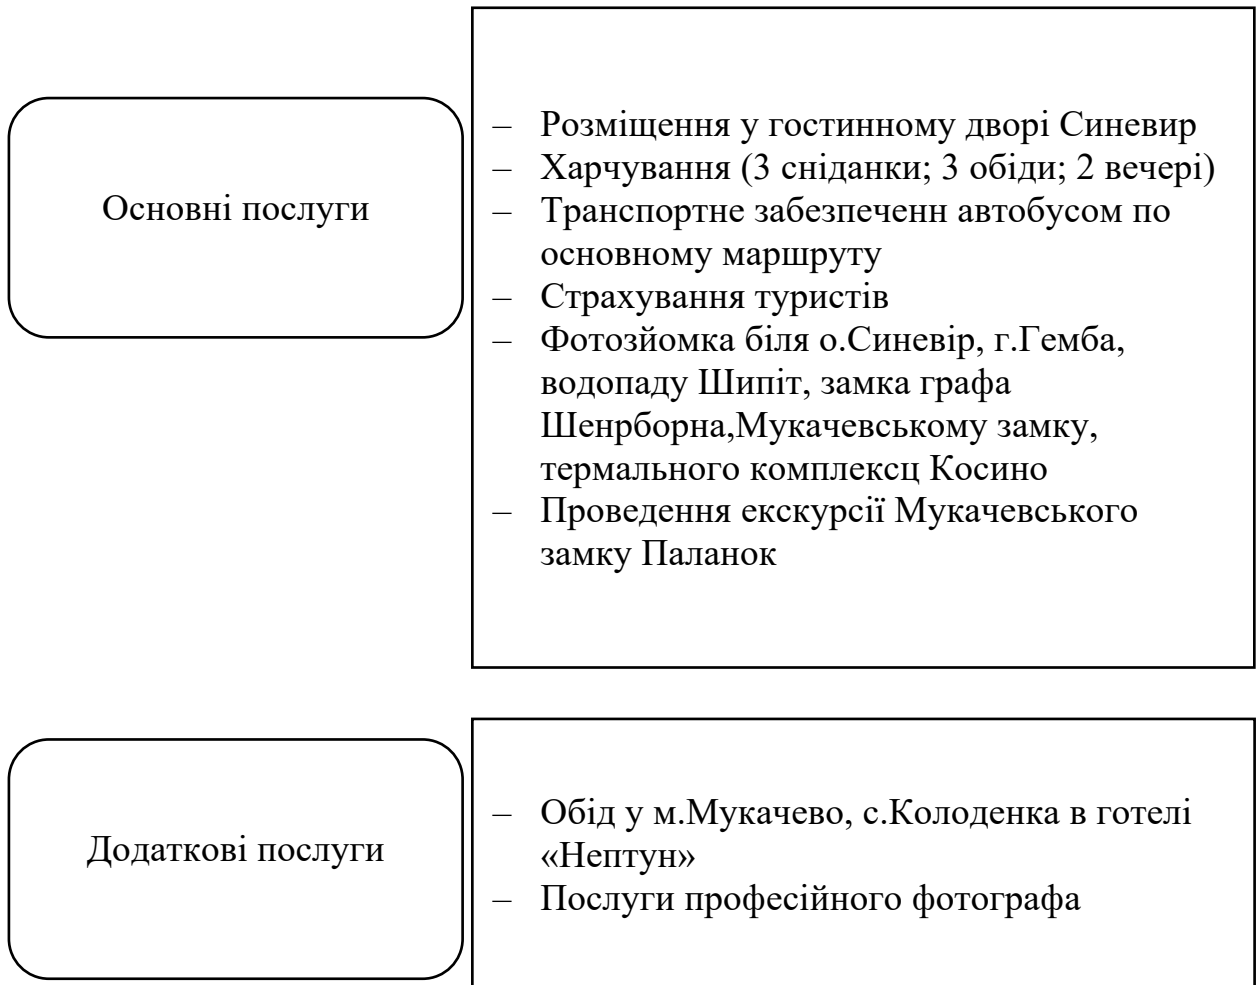 Основні послуги
– Розміщення у гостинному дворі Синевир
– Харчування (3 сніданки; 3 обіди; 2 вечері)
– Транспортне забезпеченн автобусом по
основному маршруту
– Страхування туристів
– Фотозйомка біля о.Синевір, г.Гемба,
водопаду Шипіт, замка графа
Шенрборна,Мукачевському замку,
термального комплексц Косино
– Проведення екскурсії Мукачевського
замку Паланок
Додаткові послуги
– Обід у м.Мукачево, с.Колоденка в готелі
«Нептун»
– Послуги професійного фотографа